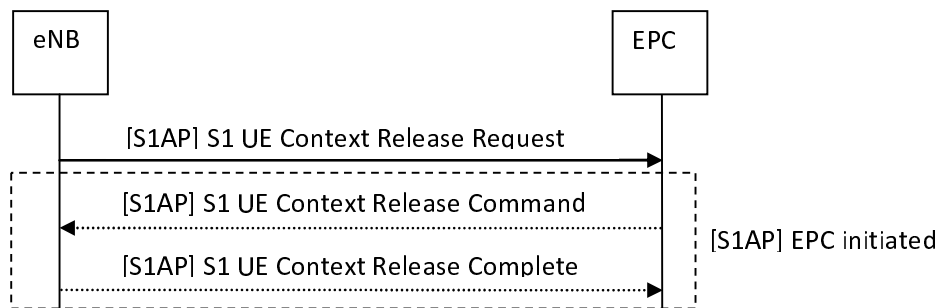 eNB
EPC
[S1AP] S1 UE Context Release Request
[S1AP] S1 UE Context Release Command
[S1AP] EPC initiated
[S1AP] S1 UE Context Release Complete